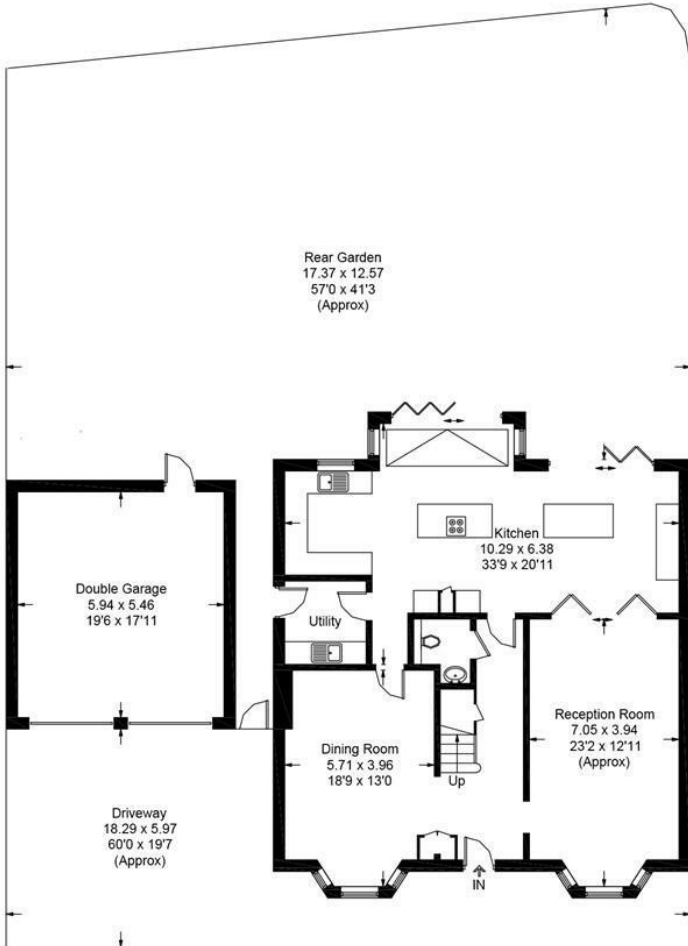 Rear Garden
17.37 x 12.57
57'0 x 41'3
(Approx)
Kitchen
10.29 x 6.38
33'9 x 20'11
Double Garage
5.94 x 5.46
19'6 x 17'11
Utility
Reception Room
7.05 x 3.94
23'2 x 12'11
(Approx)
Dining Room
5.71 x 3.96
18'9 x 13'0
Up
Driveway
18.29 x 5.97
60'0 x 19'7
(Approx)
IN